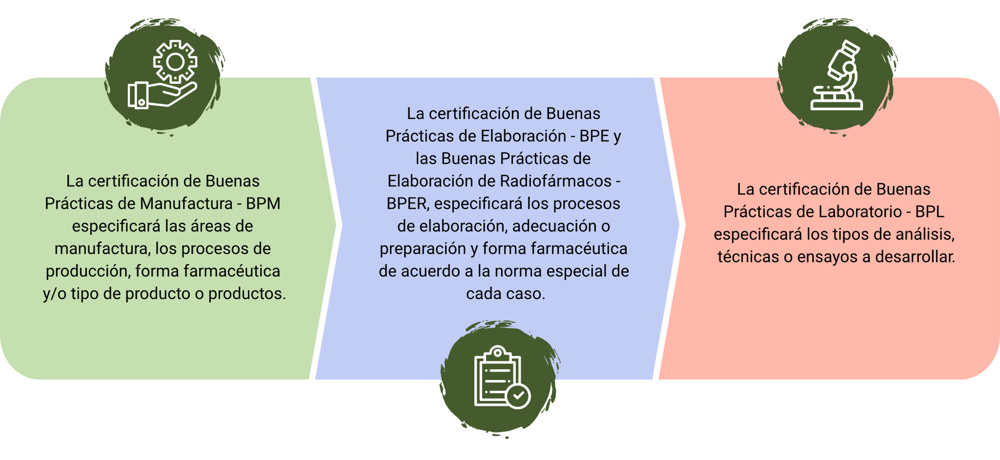 La certificación de Buenas
Prácticas de Manufactura - BPM
especificará las áreas de
manufactura, los procesos de
producción, forma farmacéutica
y/o tipo de producto o productos.
La certificación de Buenas
Prácticas de Elaboración - BPE y
las Buenas Prácticas de
Elaboración de Radiofármacos -
BPER, especificará los procesos
de elaboración, adecuación o
preparación y forma farmacéutica
de acuerdo a la norma especial de
cada caso.
La certificación de Buenas
Prácticas de Laboratorio - BPL
especificará los tipos de análisis,
técnicas o ensayos a desarrollar.